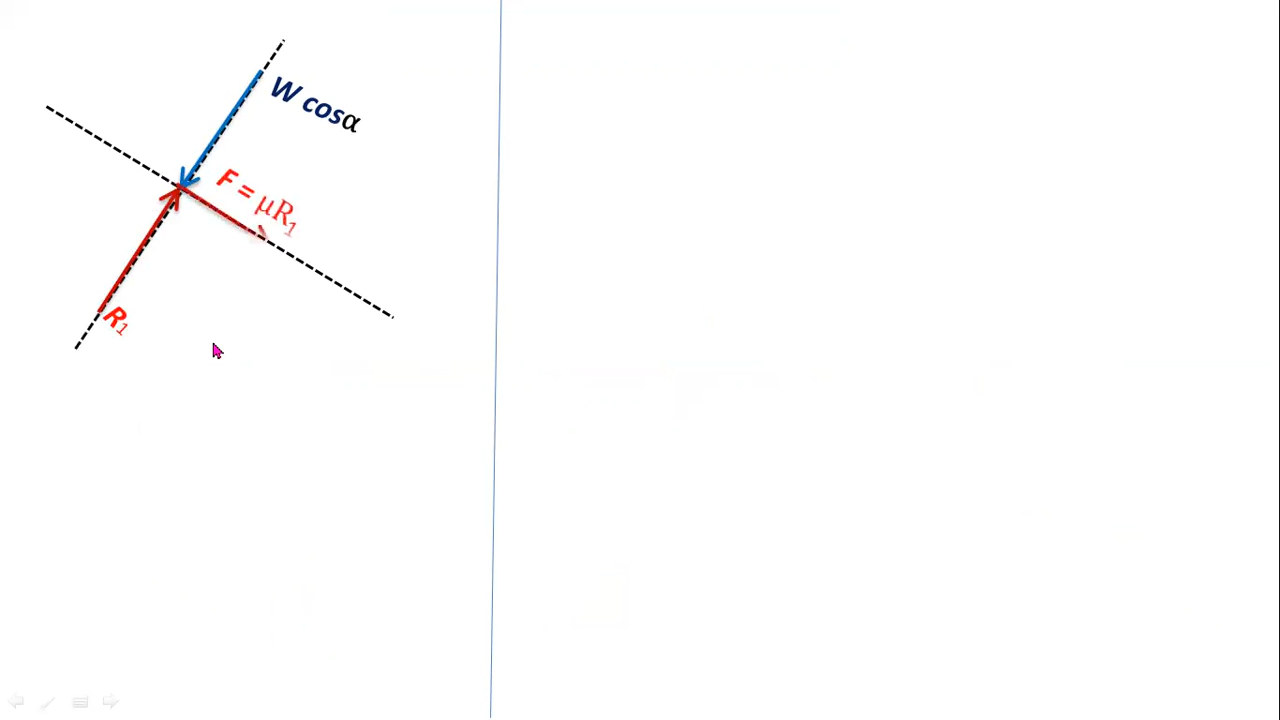 W cosα
F = μR₁
R₁